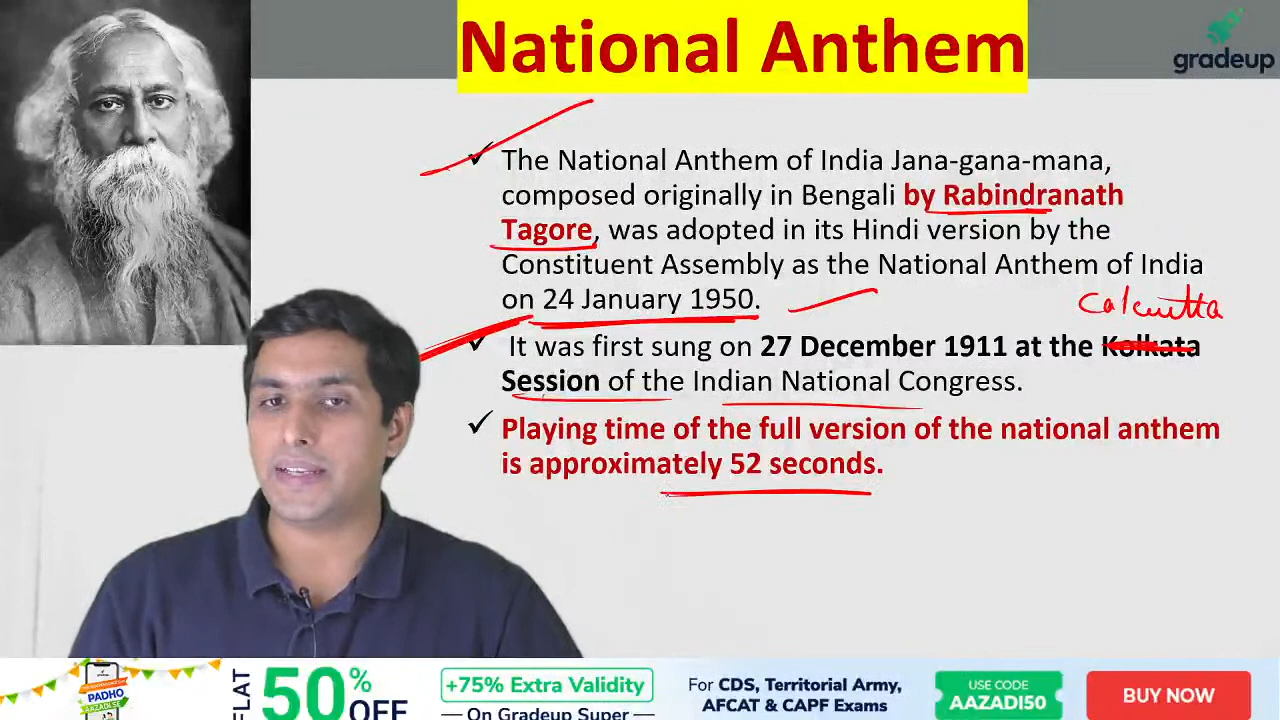 National Anthem
gradeup
✓ The National Anthem of India Jana-gana-mana,
composed originally in Bengali by Rabindranath
Tagore, was adopted in its Hindi version by the
Constituent Assembly as the National Anthem of India
on 24 January 1950.
Calcutta
✓ It was first sung on 27 December 1911 at the Kolkata
Session of the Indian National Congress.
✓ Playing time of the full version of the national anthem
is approximately 52 seconds.
gradeup
PADHO
AAZADI SE
FLAT
50% OFF
+75% Extra Validity
On Gradeup Super
For CDS, Territorial Army,
AFCAT & CAPF Exams
USE CODE
AAZADI50
BUY NOW